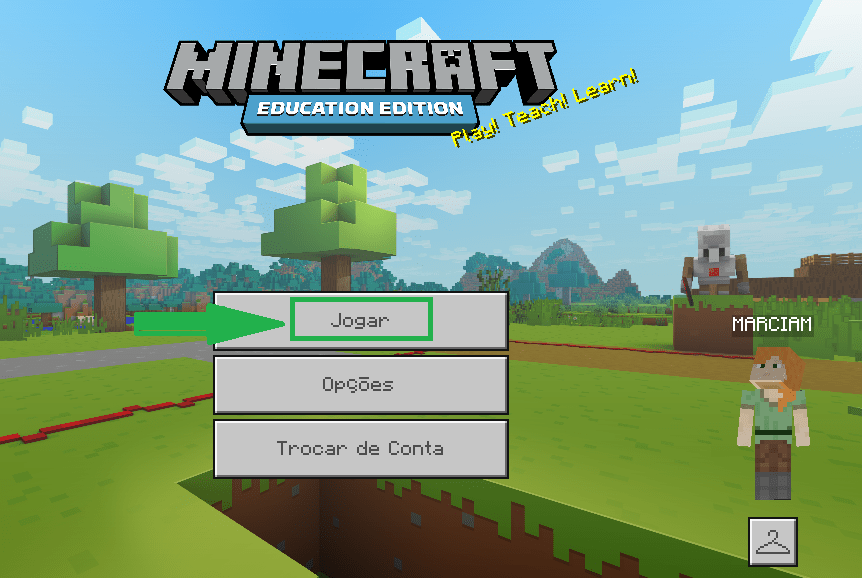 MINECRAFT
EDUCATION EDITION
Play! Teach! Learn!
Jogar
MARCIAM
Opções
Trocar de Conta